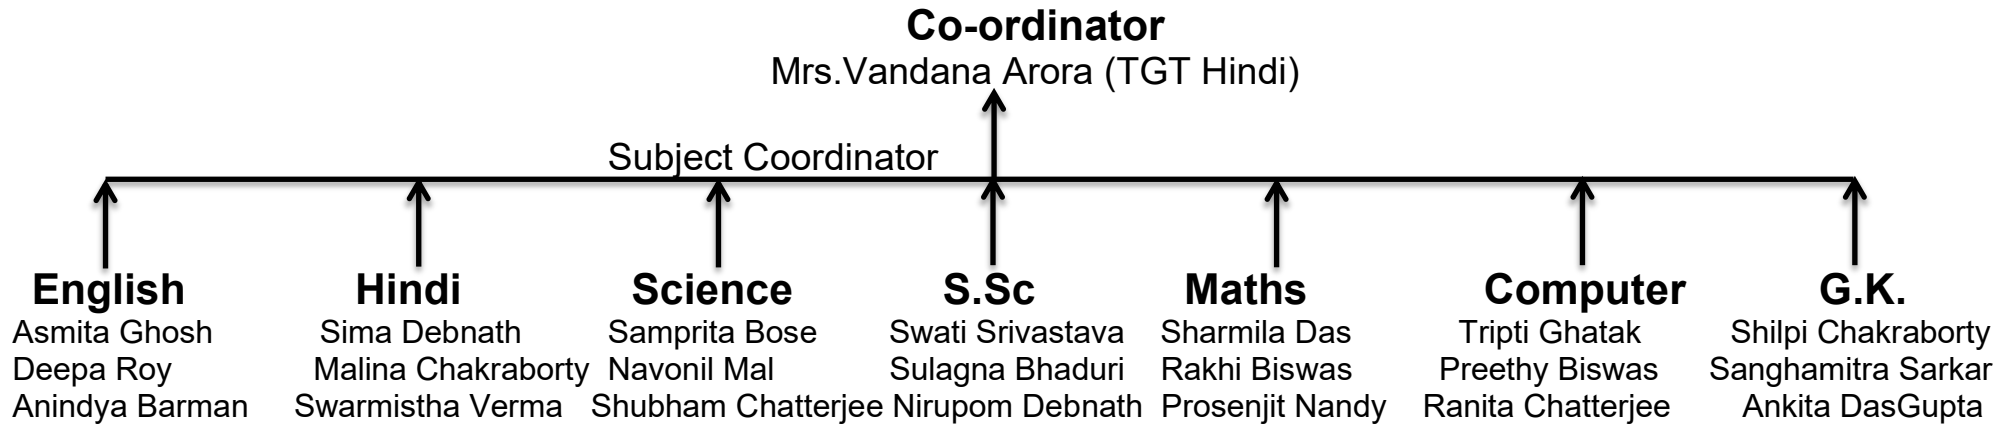 Co-ordinator
Mrs.Vandana Arora (TGT Hindi)
Subject Coordinator
English
Asmita Ghosh
Deepa Roy
Anindya Barman
Hindi
Sima Debnath
Malina Chakraborty
Swarmistha Verma
Science
Samprita Bose
Navonil Mal
Shubham Chatterjee
S.Sc
Swati Srivastava
Sulagna Bhaduri
Nirupom Debnath
Maths
Sharmila Das
Rakhi Biswas
Prosenjit Nandy
Computer
Tripti Ghatak
Preethy Biswas
Ranita Chatterjee
G.K.
Shilpi Chakraborty
Sanghamitra Sarkar
Ankita DasGupta